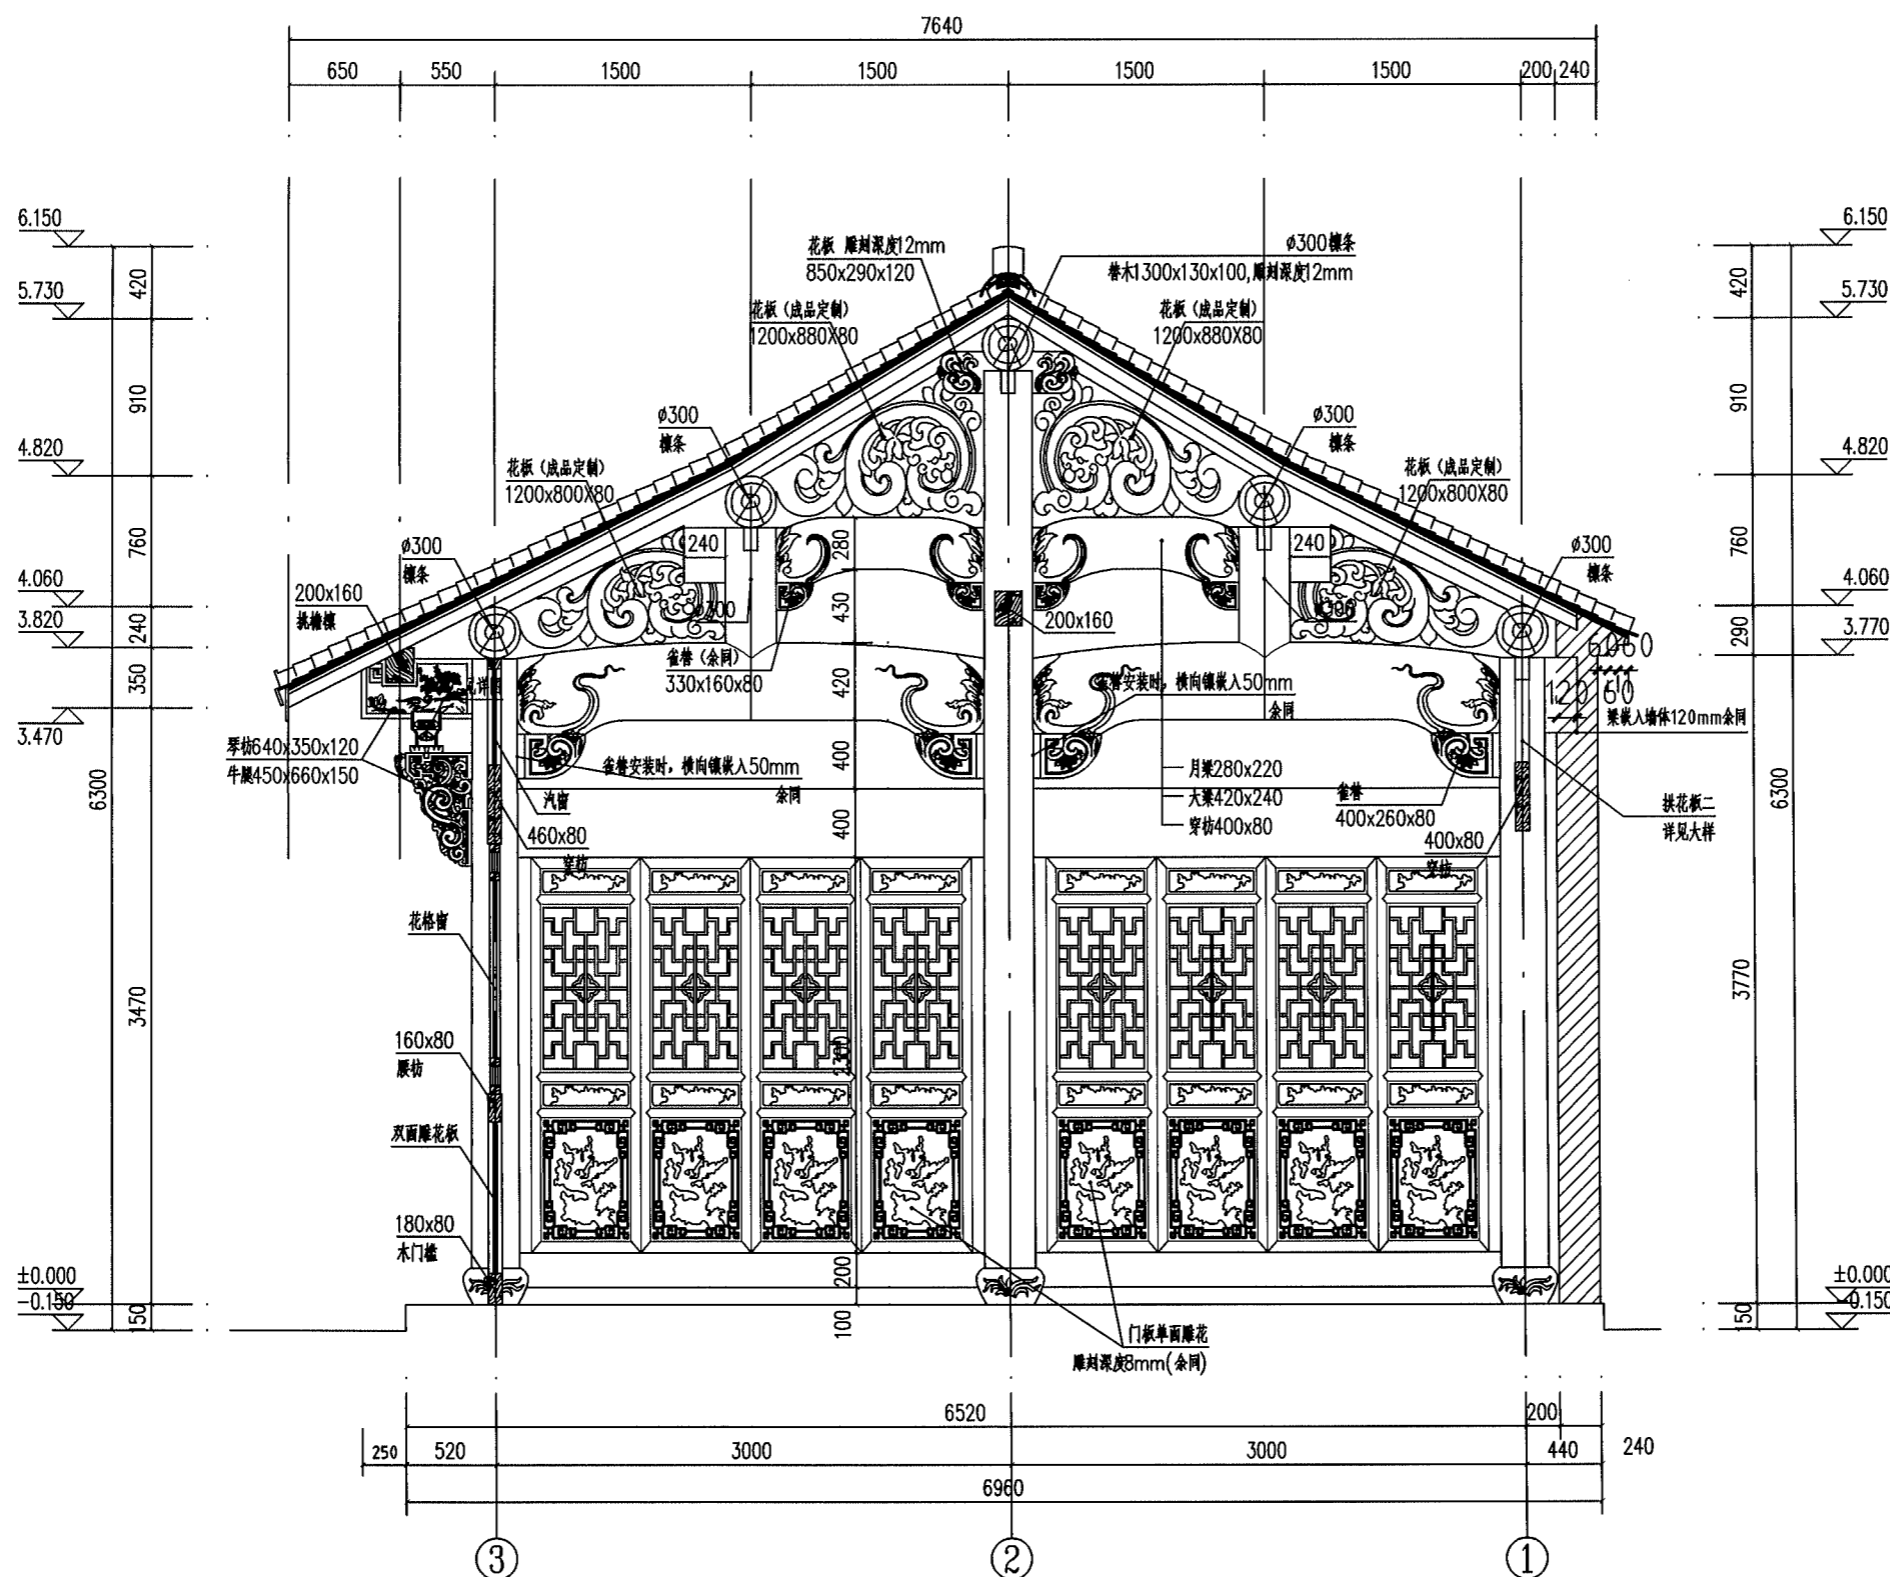 7640
650 550 1500 1500 1500 1500 200 240
6.150
5.730
4.820
4.060
3.820
3.470
±0.000
-0.150
420
910
760
240
350
3470
150
6300
花板 雕刻深度12mm
850x290x120
ø300檩条
替木1300x130x100,雕刻深度12mm
花板(成品定制)
1200x880X80
花板(成品定制)
1200x880X80
ø300
檩条
ø300
檩条
花板(成品定制)
1200x800X80
花板(成品定制)
1200x800X80
ø300
檩条
ø300
檩条
200x160
挑檐檩
240
240
ø300
ø300
280
430
420
400
400
2300
200
100
200x160
雀替(余同)
330x160x80
见详图
琴枋640x350x120
牛腿450x660x150
雀替安装时,横向镶嵌入50mm
余同
雀替安装时,横向镶嵌入50mm
余同
汽窗
460x80
穿枋
月梁280x220
大梁420x240
穿枋400x80
雀替
400x260x80
400x80
穿枋
6060
120 60
梁嵌入墙体120mm余同
拱花板二
详见大样
花格窗
160x80
腰枋
双面雕花板
180x80
木门槛
门板单面雕花
雕刻深度8mm(余同)
6.150
5.730
4.820
4.060
3.770
±0.000
-0.150
420
910
760
290
3770
150
6300
6520 200
250 520 3000 3000 440 240
6960
3 2 1